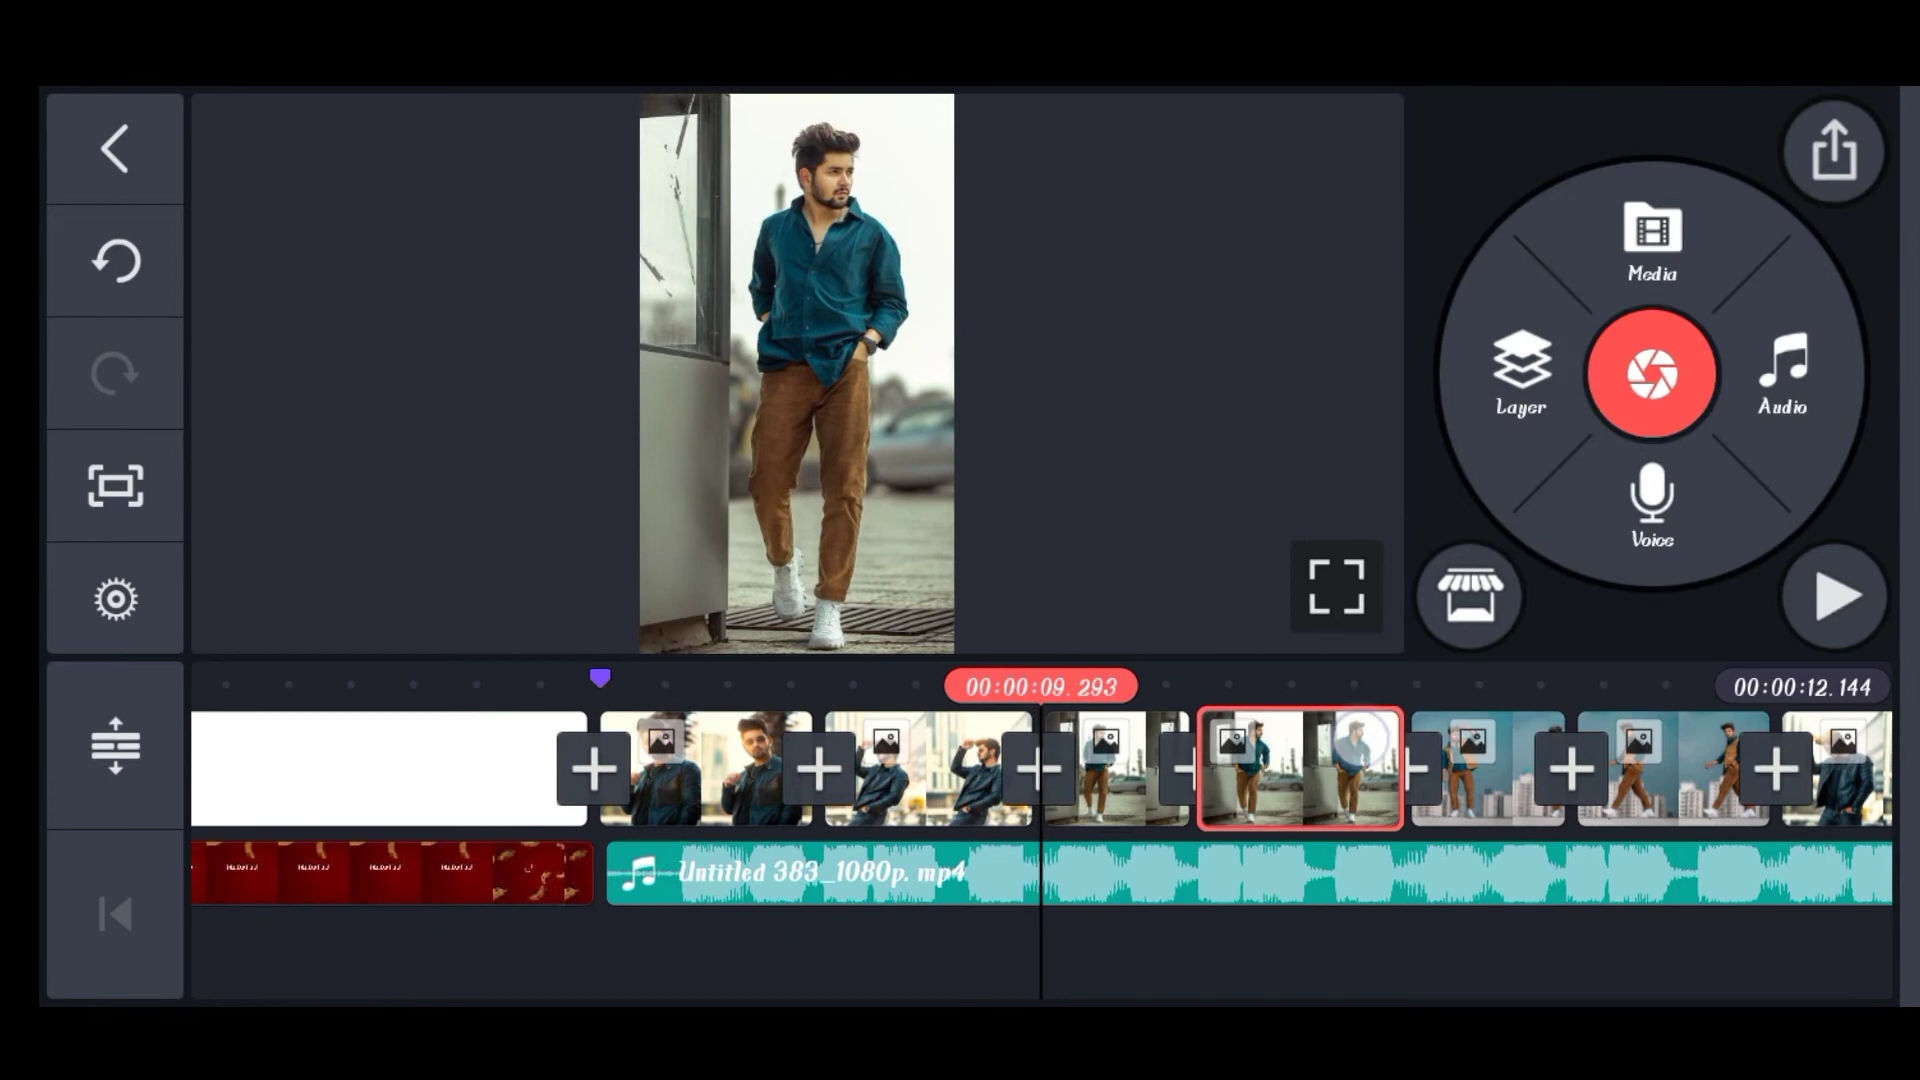 Media
Layer
Audio
Voice
00:00:09.293
00:00:12.144
Untitled 383_1080p.mp4